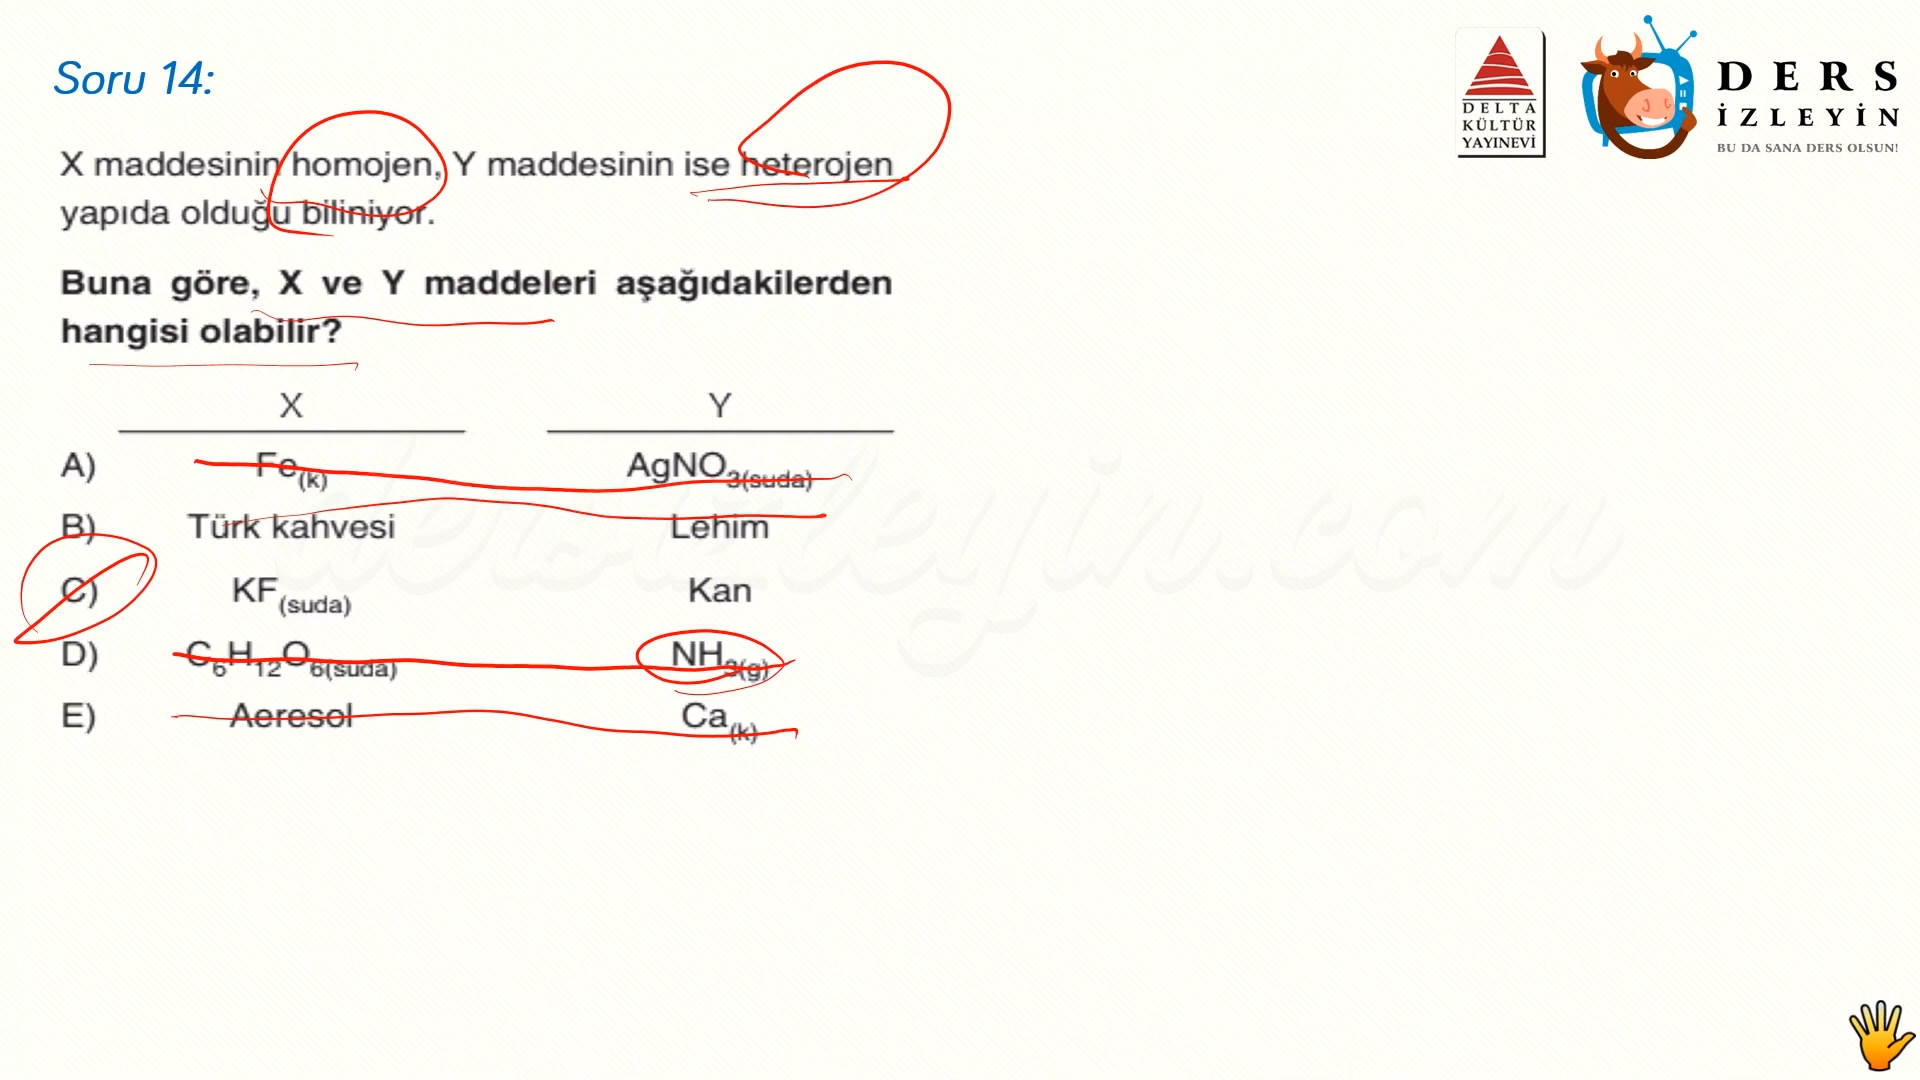 Soru 14:
DELTA
KÜLTÜR
YAYINEVİ
DERS
İZLEYİN
BU DA SANA DERS OLSUN!
X maddesinin homojen, Y maddesinin ise heterojen
yapıda olduğu biliniyor.
Buna göre, X ve Y maddeleri aşağıdakilerden
hangisi olabilir?
X Y
A) Fe(k) AgNO3(suda)
B) Türk kahvesi Lehim
C) KF(suda) Kan
D) C6H12O6(suda) NH3(g)
E) Aeresol Ca(k)
dersizleyin.com